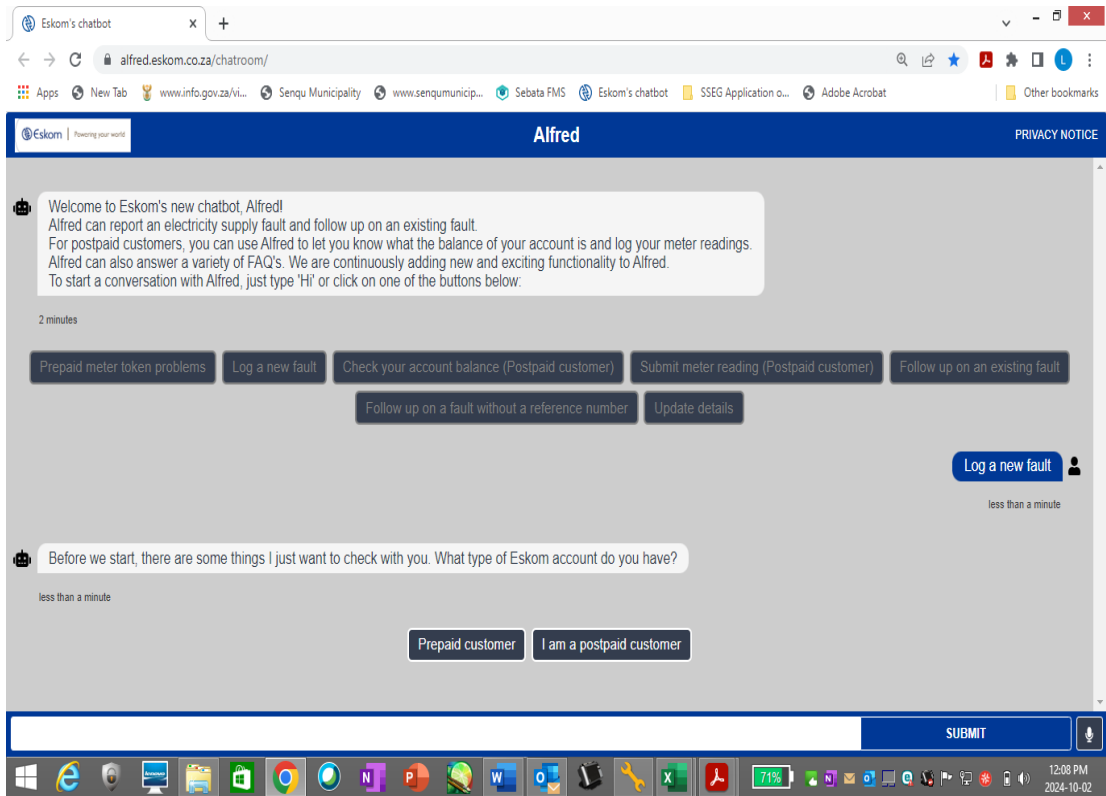 Eskom's chatbot
alfred.eskom.co.za/chatroom/
Apps New Tab www.info.gov.za/vi... Senqu Municipality www.senqumunicip... Sebata FMS Eskom's chatbot SSEG Application o... Adobe Acrobat Other bookmarks
Eskom Powering your world Alfred PRIVACY NOTICE
Welcome to Eskom's new chatbot, Alfred!
Alfred can report an electricity supply fault and follow up on an existing fault.
For postpaid customers, you can use Alfred to let you know what the balance of your account is and log your meter readings.
Alfred can also answer a variety of FAQ's. We are continuously adding new and exciting functionality to Alfred.
To start a conversation with Alfred, just type 'Hi' or click on one of the buttons below:
2 minutes
Prepaid meter token problems Log a new fault Check your account balance (Postpaid customer) Submit meter reading (Postpaid customer) Follow up on an existing fault
Follow up on a fault without a reference number Update details
Log a new fault
less than a minute
Before we start, there are some things I just want to check with you. What type of Eskom account do you have?
less than a minute
Prepaid customer I am a postpaid customer
SUBMIT
71% 12:08 PM
2024-10-02